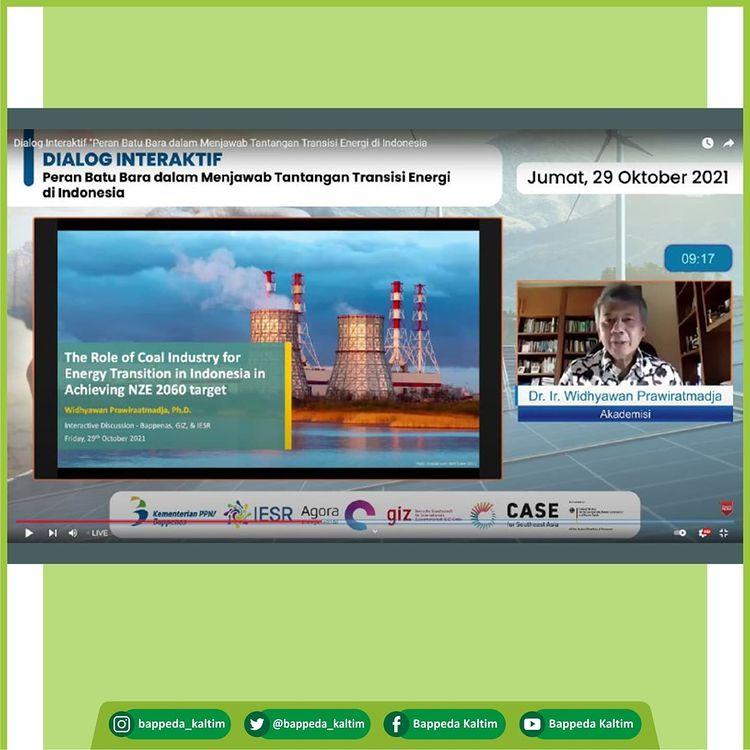 Dialog Interaktif "Peran Batu Bara dalam Menjawab Tantangan Transisi Energi di Indonesia
DIALOG INTERAKTIF
Peran Batu Bara dalam Menjawab Tantangan Transisi Energi
di Indonesia
Jumat, 29 Oktober 2021
09:17
The Role of Coal Industry for
Energy Transition in Indonesia in
Achieving NZE 2060 target
Widhyawan Prawiraatmadja, Ph.D.
Interactive Discussion - Bappenas, GIZ, & IESR
Friday, 29th October 2021
Dr. Ir. Widhyawan Prawiratmadja
Akademisi
Kementerian PPN/
Bappenas
IESR
Agora
giz
CASE
for Southeast Asia
LIVE
bappeda_kaltim
@bappeda_kaltim
Bappeda Kaltim
Bappeda Kaltim